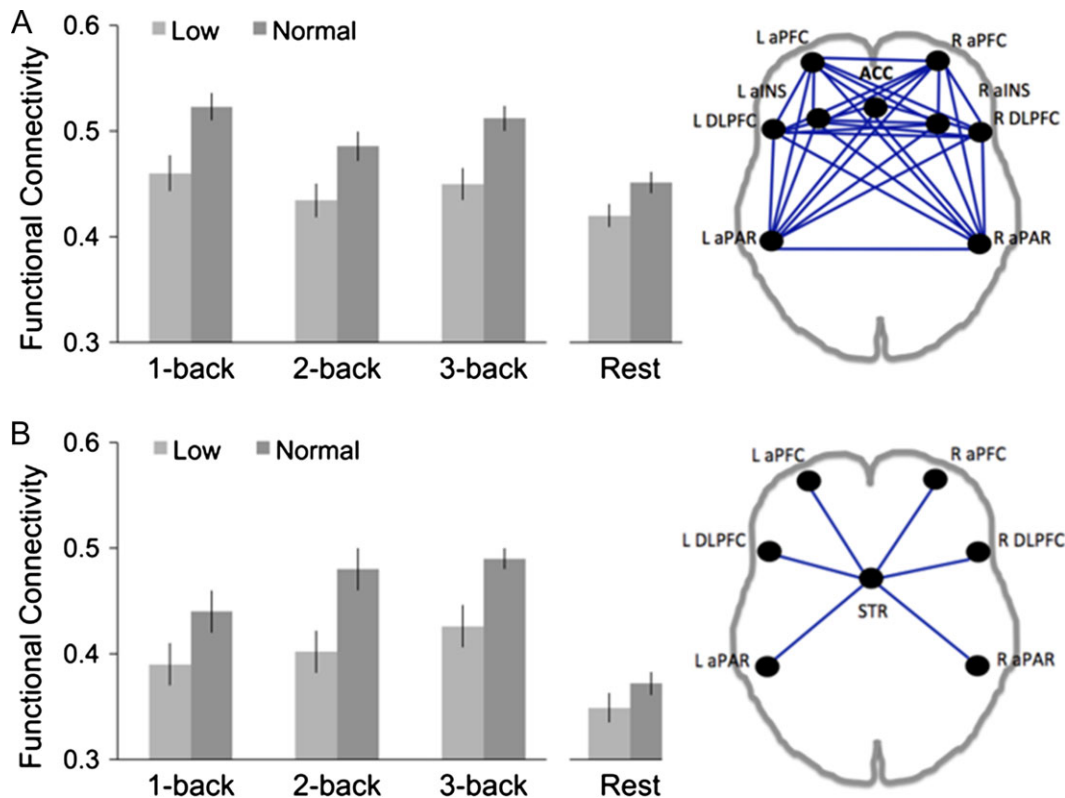 A
Functional Connectivity
0.6
0.5
0.4
0.3
Low Normal
1-back 2-back 3-back Rest
L aPFC R aPFC
ACC
L aINS R aINS
L DLPFC R DLPFC
L aPAR R aPAR
B
Functional Connectivity
0.6
0.5
0.4
0.3
Low Normal
1-back 2-back 3-back Rest
L aPFC R aPFC
L DLPFC R DLPFC
STR
L aPAR R aPAR